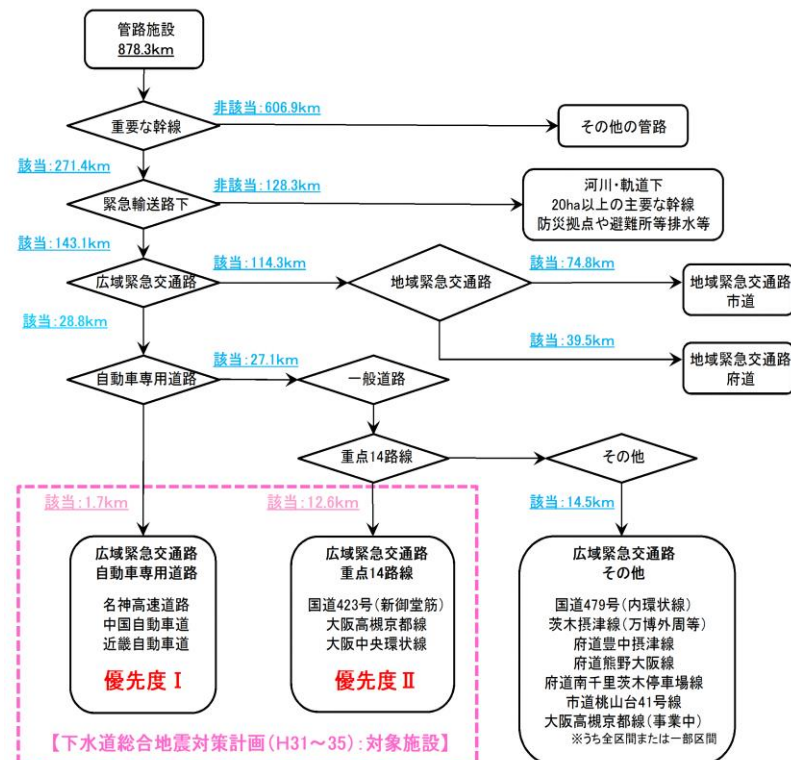 管路施設
878.3km
重要な幹線
非該当:606.9km
その他の管路
該当:271.4km
緊急輸送路下
非該当:128.3km
河川・軌道下
20ha以上の主要な幹線
防災拠点や避難所等排水等
該当:143.1km
広域緊急交通路
該当:114.3km
地域緊急交通路
該当:74.8km
地域緊急交通路
市道
該当:28.8km
該当:39.5km
地域緊急交通路
府道
自動車専用道路
該当:27.1km
一般道路
重点14路線
その他
該当:1.7km
該当:12.6km
該当:14.5km
広域緊急交通路
自動車専用道路
名神高速道路
中国自動車道
近畿自動車道
優先度Ⅰ
広域緊急交通路
重点14路線
国道423号(新御堂筋)
大阪高槻京都線
大阪中央環状線
優先度Ⅱ
広域緊急交通路
その他
国道479号(内環状線)
茨木摂津線(万博外周等)
府道豊中摂津線
府道熊野大阪線
府道南千里茨木停車場線
市道桃山台41号線
大阪高槻京都線(事業中)
※うち全区間または一部区間
【下水道総合地震対策計画(H31~35):対象施設】